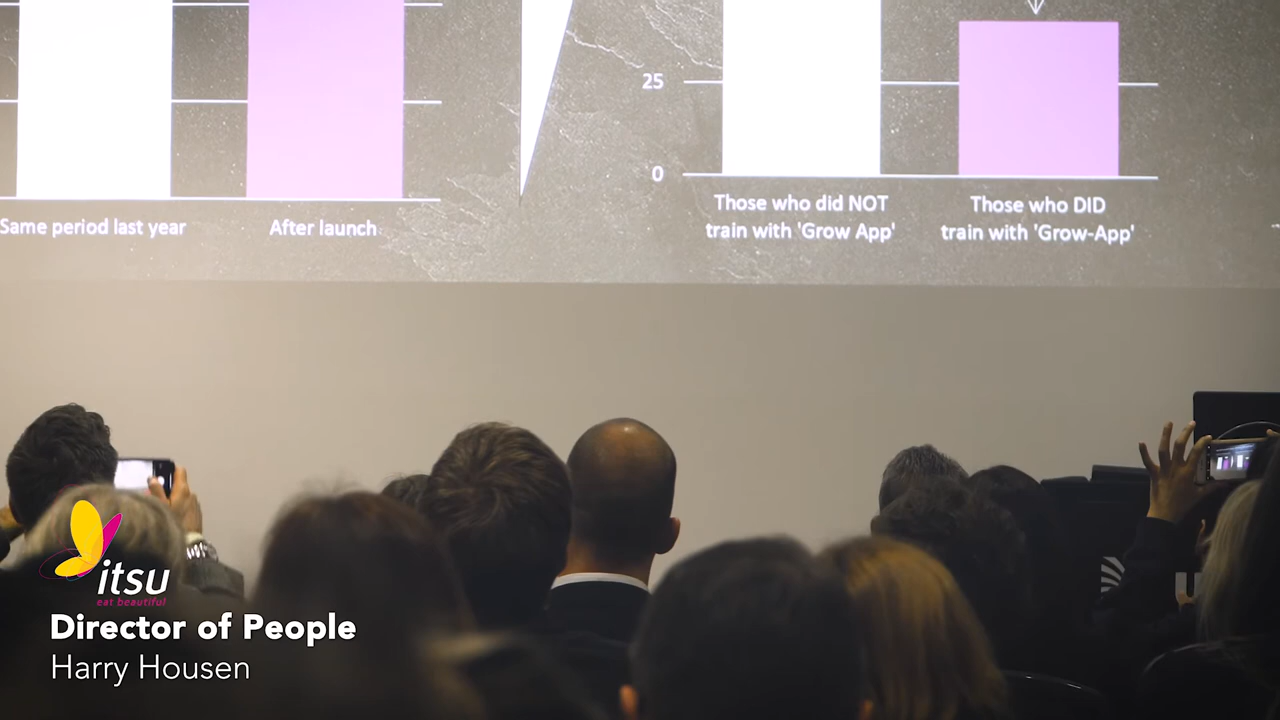 25
0
Same period last year
After launch
Those who did NOT
train with 'Grow App'
Those who DID
train with 'Grow-App'
itsu
eat beautiful
Director of People
Harry Housen